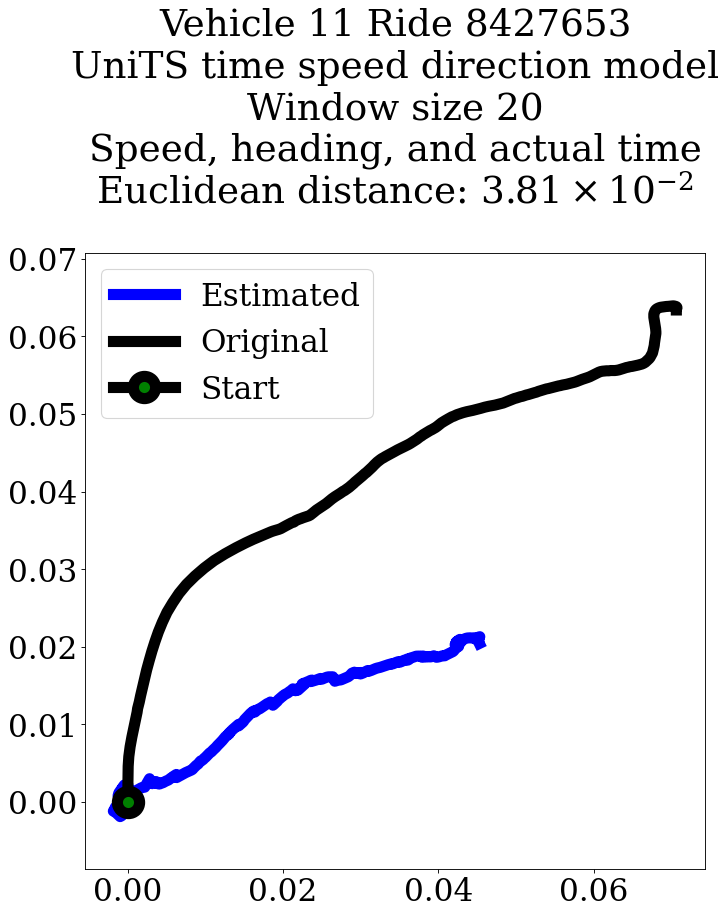 Vehicle 11 Ride 8427653
UniTS time speed direction model
Window size 20
Speed, heading, and actual time
Euclidean distance: 3.81 × 10⁻²
0.07
0.06
0.05
0.04
0.03
0.02
0.01
0.00
Estimated
Original
Start
0.00 0.02 0.04 0.06